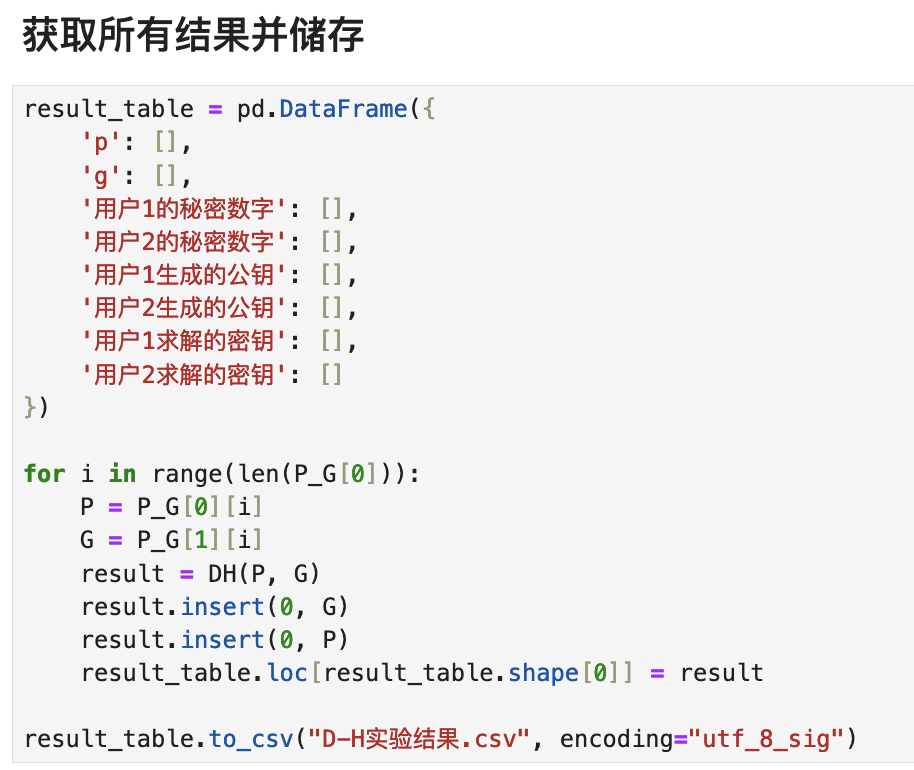 获取所有结果并储存
result_table = pd.DataFrame({
    'p': [],
    'g': [],
    '用户1的秘密数字': [],
    '用户2的秘密数字': [],
    '用户1生成的公钥': [],
    '用户2生成的公钥': [],
    '用户1求解的密钥': [],
    '用户2求解的密钥': []
})

for i in range(len(P_G[0])):
    P = P_G[0][i]
    G = P_G[1][i]
    result = DH(P, G)
    result.insert(0, G)
    result.insert(0, P)
    result_table.loc[result_table.shape[0]] = result

result_table.to_csv("D-H实验结果.csv", encoding="utf_8_sig")